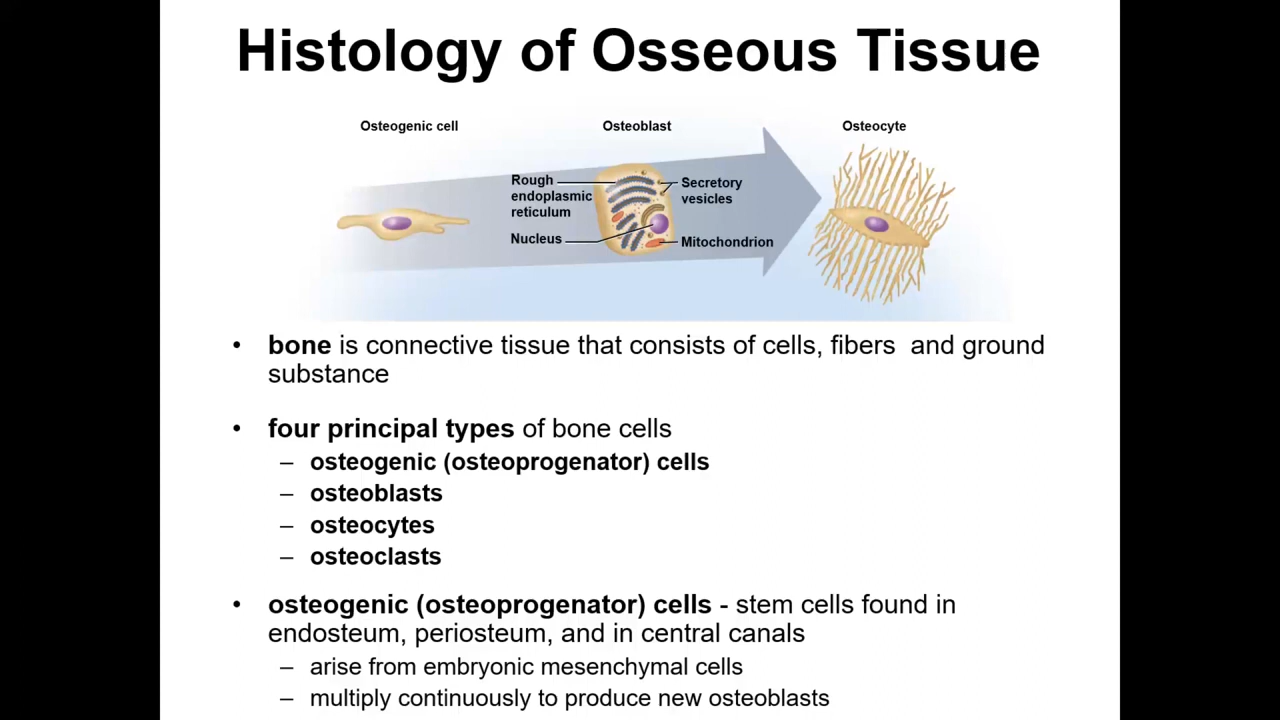 Histology of Osseous Tissue
Osteogenic cell
Osteoblast
Osteocyte
Rough
endoplasmic
reticulum
Nucleus
Secretory
vesicles
Mitochondrion
• bone is connective tissue that consists of cells, fibers and ground
substance
• four principal types of bone cells
– osteogenic (osteoprogenator) cells
– osteoblasts
– osteocytes
– osteoclasts
• osteogenic (osteoprogenator) cells - stem cells found in
endosteum, periosteum, and in central canals
– arise from embryonic mesenchymal cells
– multiply continuously to produce new osteoblasts